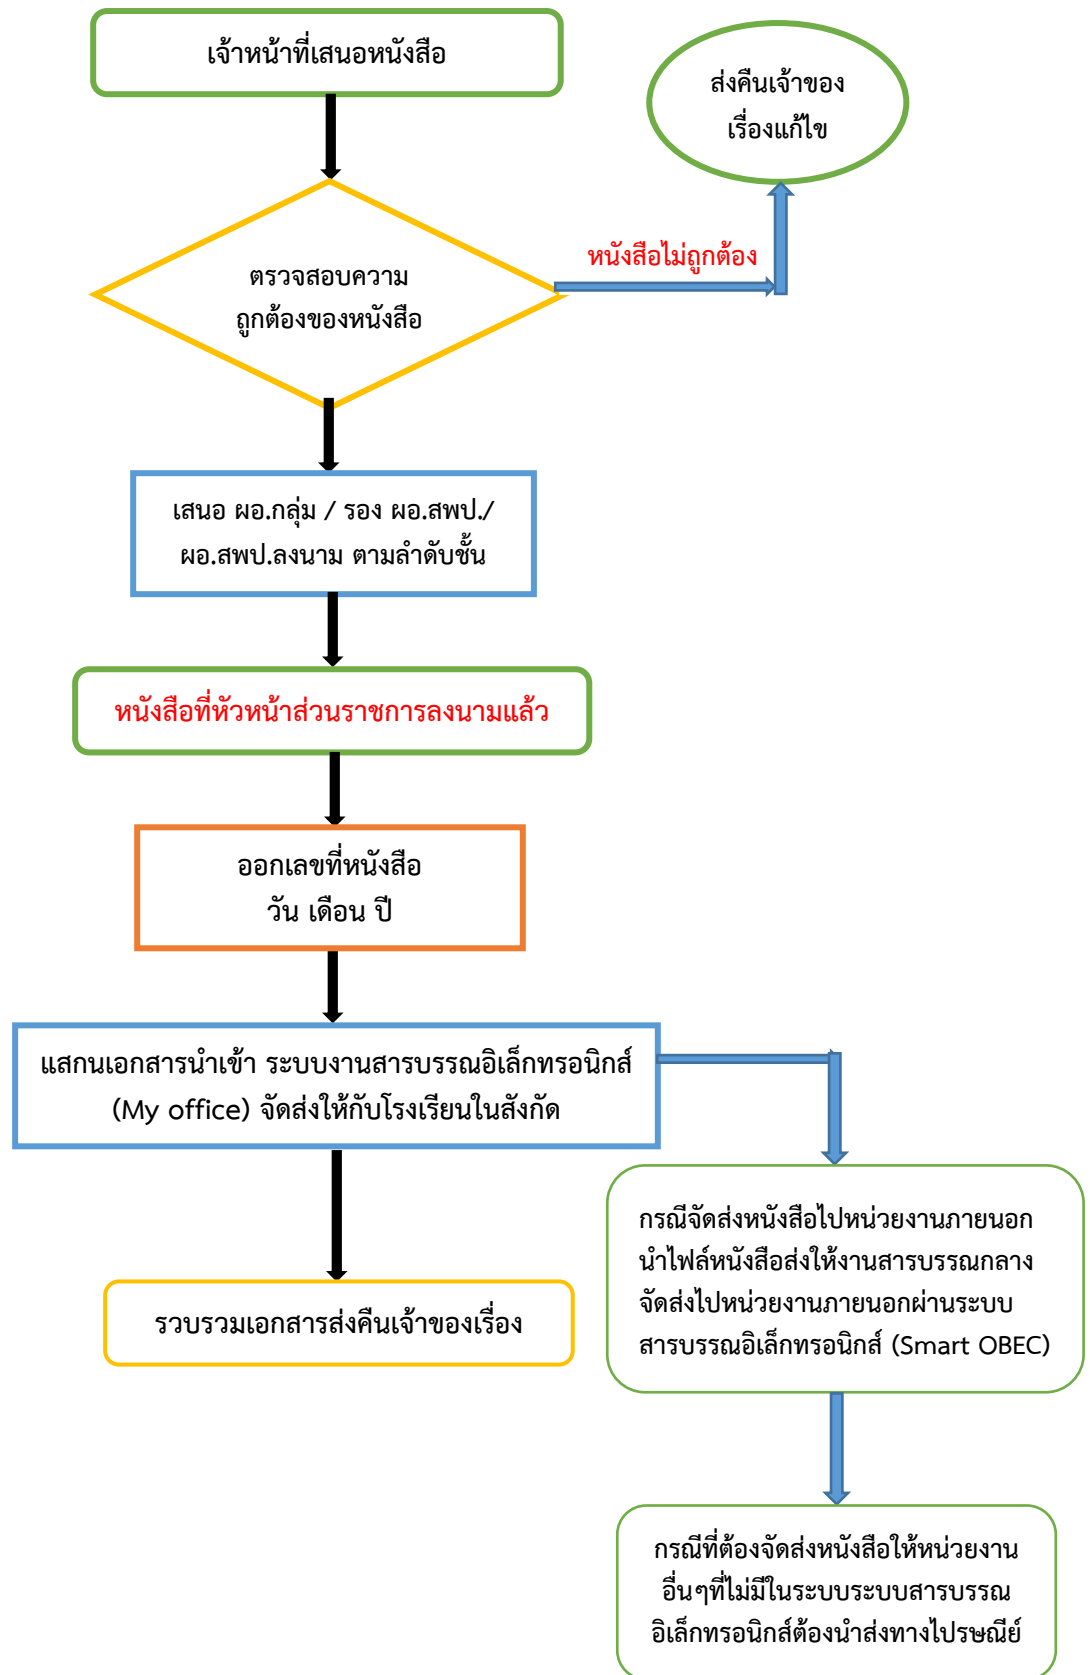 เจ้าหน้าที่เสนอหนังสือ
ส่งคืนเจ้าของ
เรื่องแก้ไข
หนังสือไม่ถูกต้อง
ตรวจสอบความ
ถูกต้องของหนังสือ
เสนอ ผอ.กลุ่ม / รอง ผอ.สพป./
ผอ.สพป.ลงนาม ตามลำดับชั้น
หนังสือที่หัวหน้าส่วนราชการลงนามแล้ว
ออกเลขที่หนังสือ
วัน เดือน ปี
แสกนเอกสารนำเข้า ระบบงานสารบรรณอิเล็กทรอนิกส์
(My office) จัดส่งให้กับโรงเรียนในสังกัด
กรณีจัดส่งหนังสือไปหน่วยงานภายนอก
นำไฟล์หนังสือส่งให้งานสารบรรณกลาง
จัดส่งไปหน่วยงานภายนอกผ่านระบบ
สารบรรณอิเล็กทรอนิกส์ (Smart OBEC)
รวบรวมเอกสารส่งคืนเจ้าของเรื่อง
กรณีที่ต้องจัดส่งหนังสือให้หน่วยงาน
อื่นๆที่ไม่มีในระบบระบบสารบรรณ
อิเล็กทรอนิกส์ต้องนำส่งทางไปรษณีย์